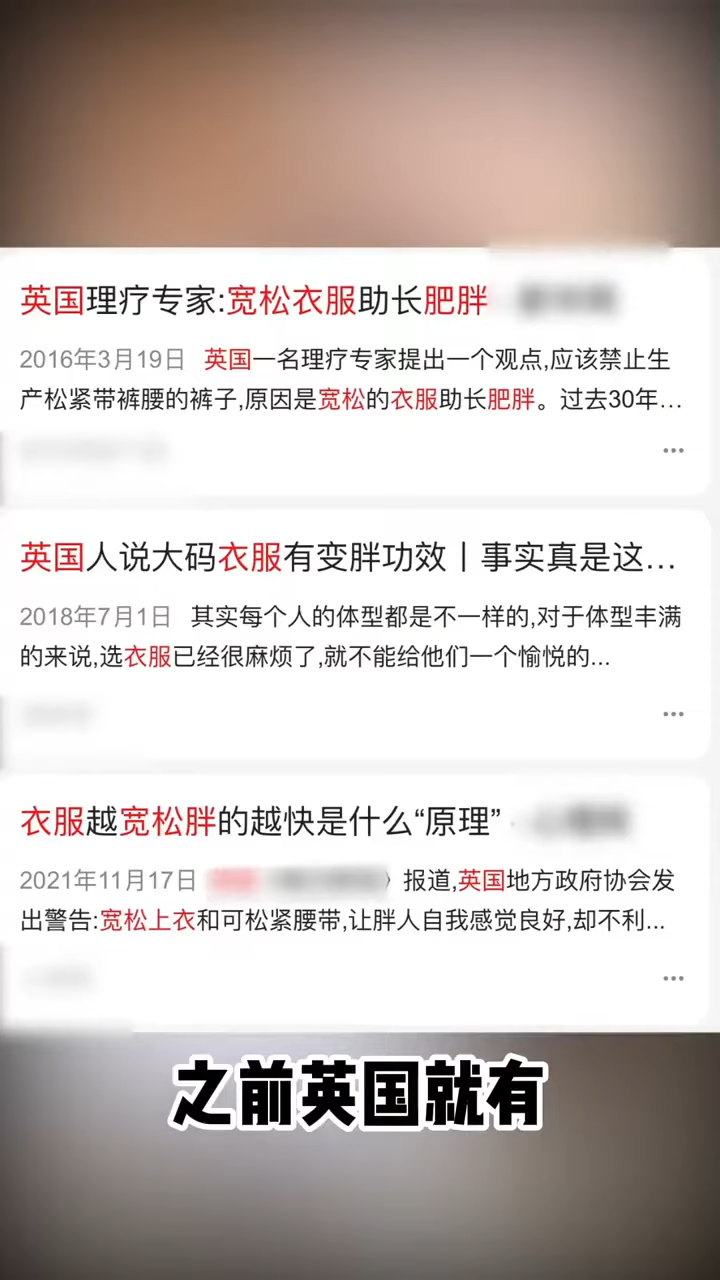 英国理疗专家:宽松衣服助长肥胖
2016年3月19日 英国一名理疗专家提出一个观点,应该禁止生
产松紧带裤腰的裤子,原因是宽松的衣服助长肥胖。过去30年...
英国人说大码衣服有变胖功效丨事实真是这...
2018年7月1日 其实每个人的体型都是不一样的,对于体型丰满
的来说,选衣服已经很麻烦了,就不能给他们一个愉悦的...
衣服越宽松胖的越快是什么“原理”
2021年11月17日 》报道,英国地方政府协会发
出警告:宽松上衣和可松紧腰带,让胖人自我感觉良好,却不利...
之前英国就有